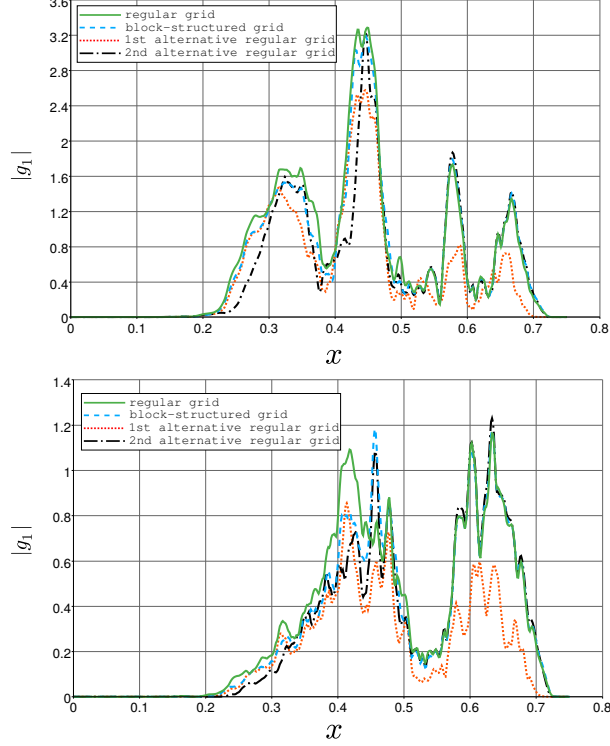 3.6
regular grid
block-structured grid
1st alternative regular grid
2nd alternative regular grid
3.2
2.8
2.4
2
1.6
1.2
0.8
0.4
0
|g1|
0 0.1 0.2 0.3 0.4 0.5 0.6 0.7 0.8
x
1.4
regular grid
block-structured grid
1st alternative regular grid
2nd alternative regular grid
1.2
1
0.8
0.6
0.4
0.2
0
|g1|
0 0.1 0.2 0.3 0.4 0.5 0.6 0.7 0.8
x